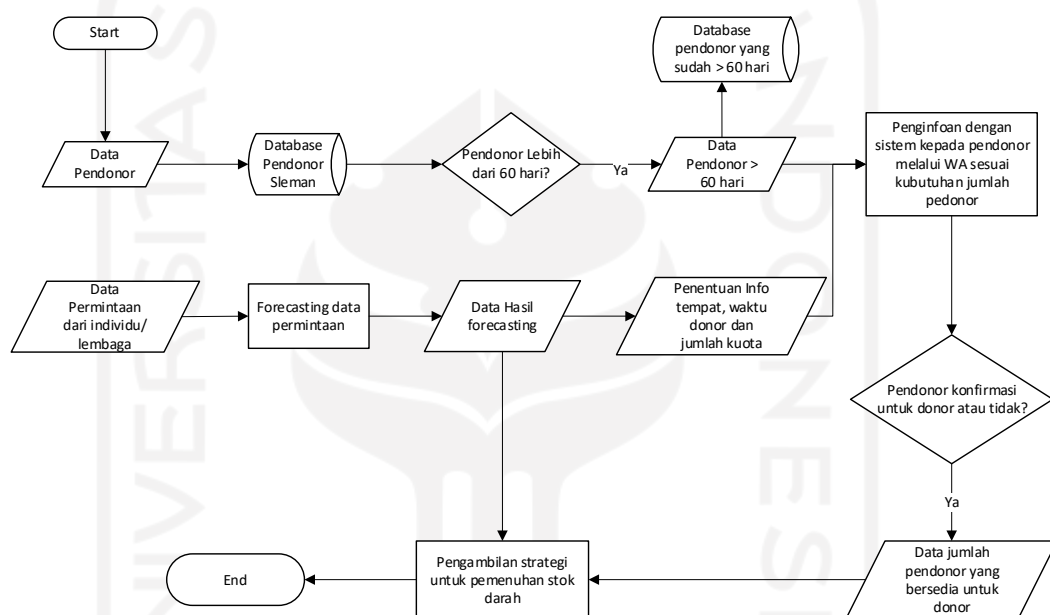 Start
Database
pendonor yang
sudah > 60 hari
Data
Pendonor
Database
Pendonor
Sleman
Pendonor Lebih
dari 60 hari?
Ya
Data
Pendonor >
60 hari
Penginfoan dengan
sistem kepada pendonor
melalui WA sesuai
kubutuhan jumlah
pedonor
Data
Permintaan
dari individu/
lembaga
Forecasting data
permintaan
Data Hasil
forecasting
Penentuan Info
tempat, waktu
donor dan
jumlah kuota
Pendonor konfirmasi
untuk donor atau tidak?
Ya
End
Pengambilan strategi
untuk pemenuhan stok
darah
Data jumlah
pendonor yang
bersedia untuk
donor
UNIVERSITAS